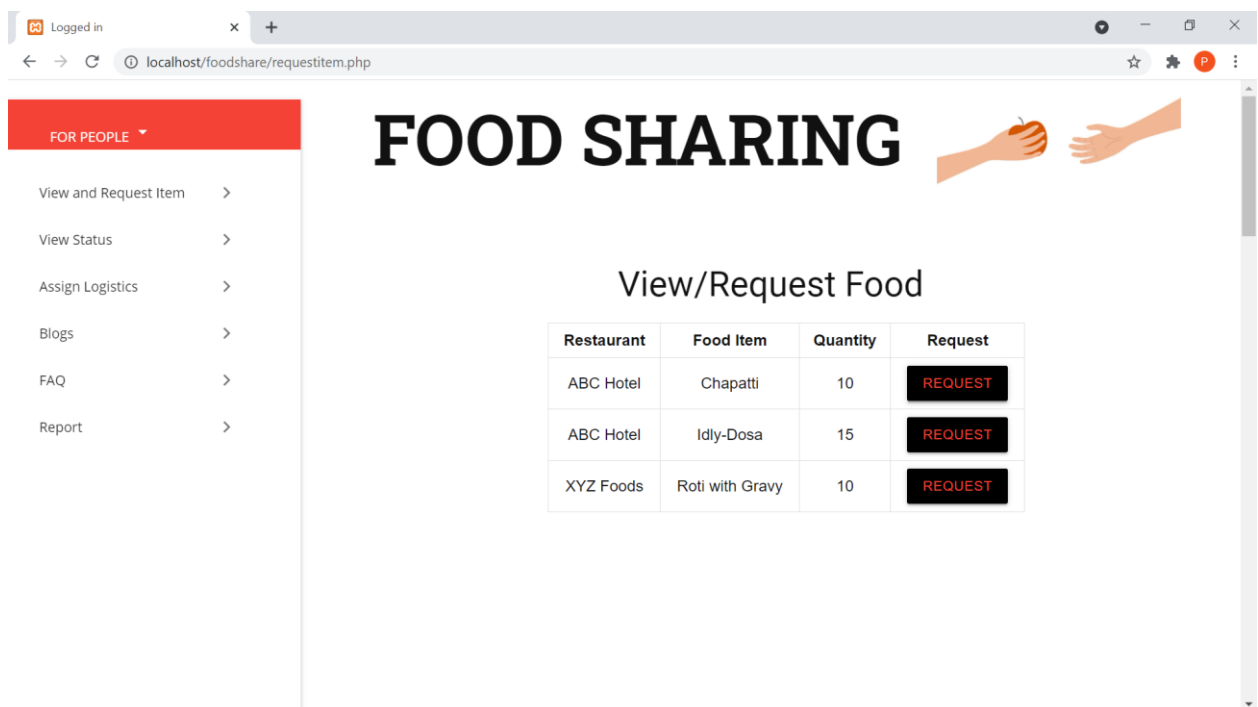 Logged in
localhost/foodshare/requestitem.php
P
FOR PEOPLE
View and Request Item
View Status
Assign Logistics
Blogs
FAQ
Report
FOOD SHARING
View/Request Food
Restaurant Food Item Quantity Request
ABC Hotel Chapatti 10 REQUEST
ABC Hotel Idly-Dosa 15 REQUEST
XYZ Foods Roti with Gravy 10 REQUEST